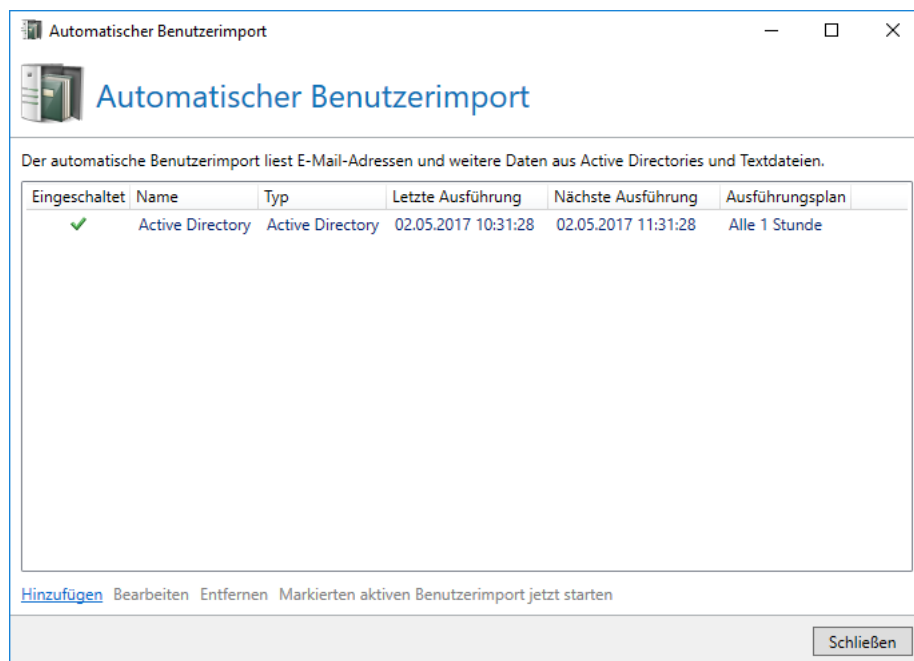 Automatischer Benutzerimport
Automatischer Benutzerimport
Der automatische Benutzerimport liest E-Mail-Adressen und weitere Daten aus Active Directories und Textdateien.
Eingeschaltet Name Typ Letzte Ausführung Nächste Ausführung Ausführungsplan
Active Directory Active Directory 02.05.2017 10:31:28 02.05.2017 11:31:28 Alle 1 Stunde
Hinzufügen Bearbeiten Entfernen Markierten aktiven Benutzerimport jetzt starten
Schließen